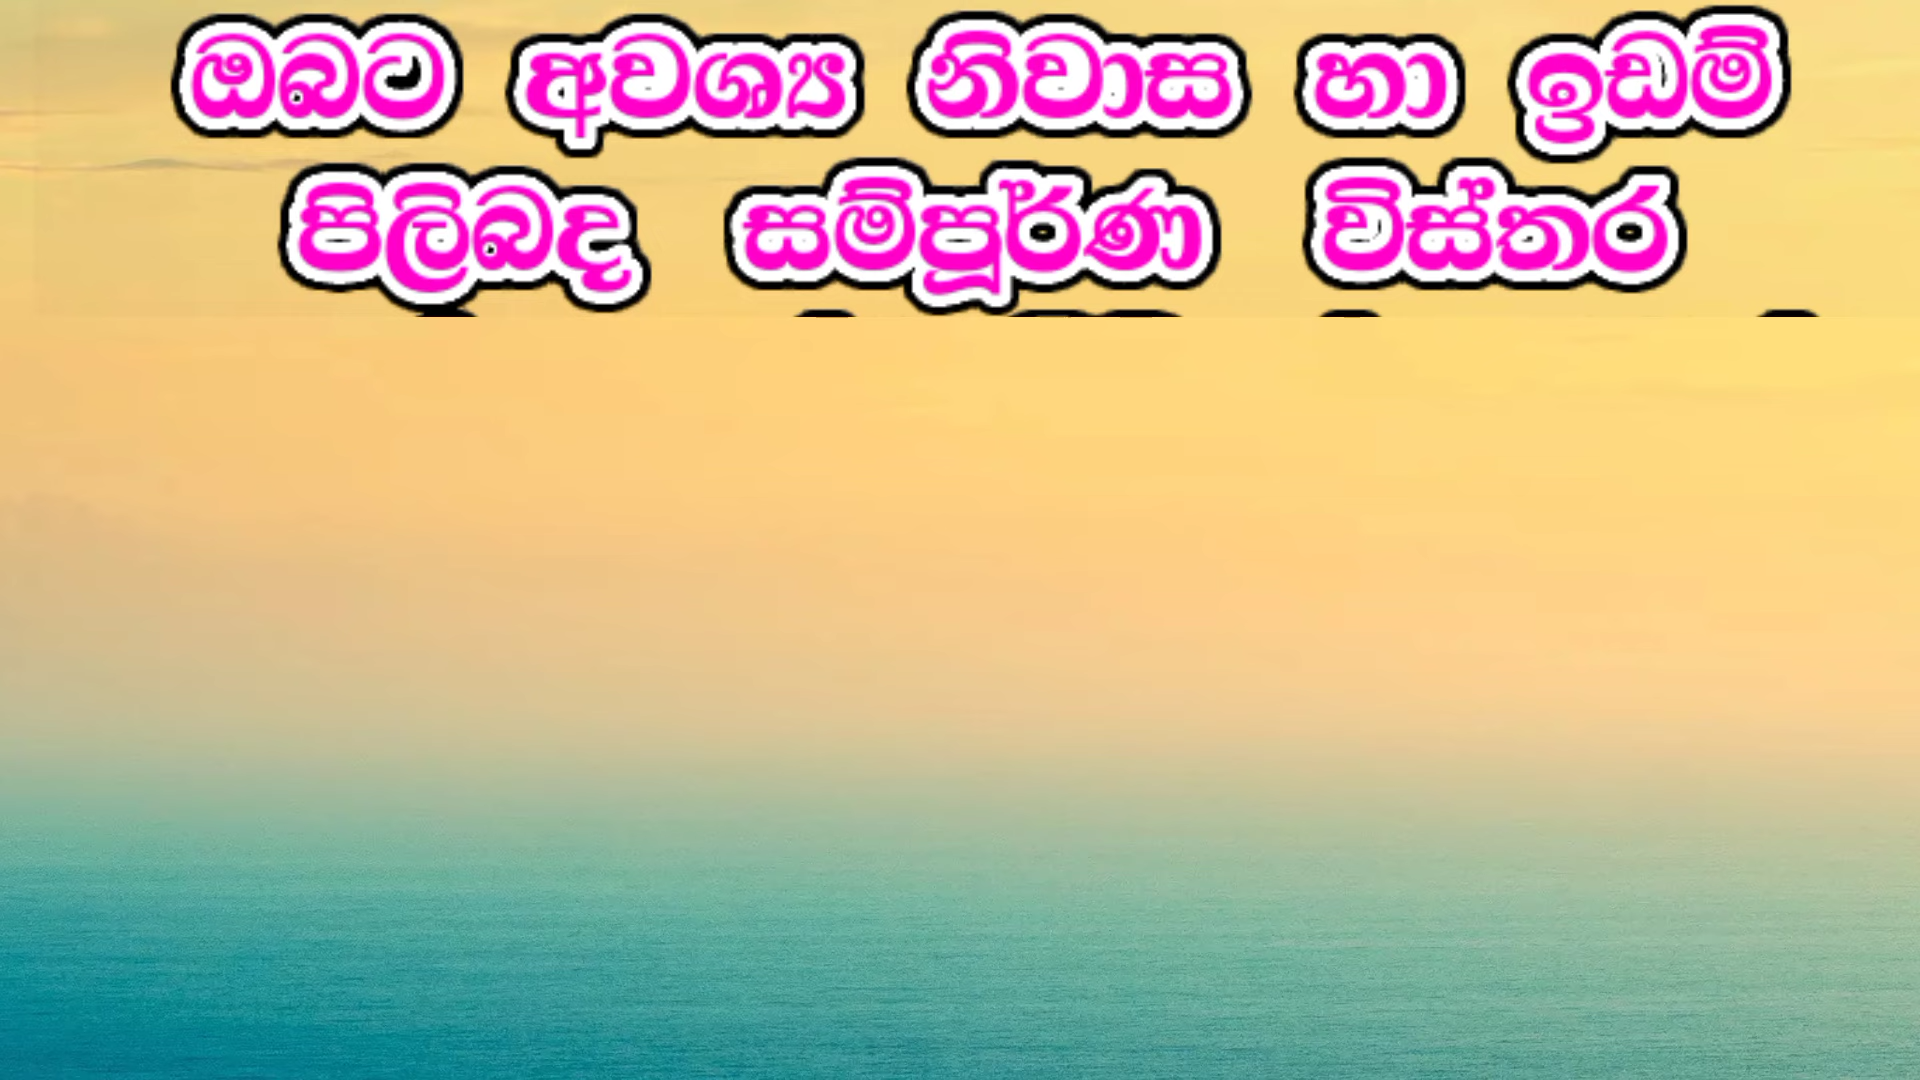 ඔබට අවශ්‍ය නිවාස හා ඉඩම්
පිලිබද සම්පූර්ණ විස්තර